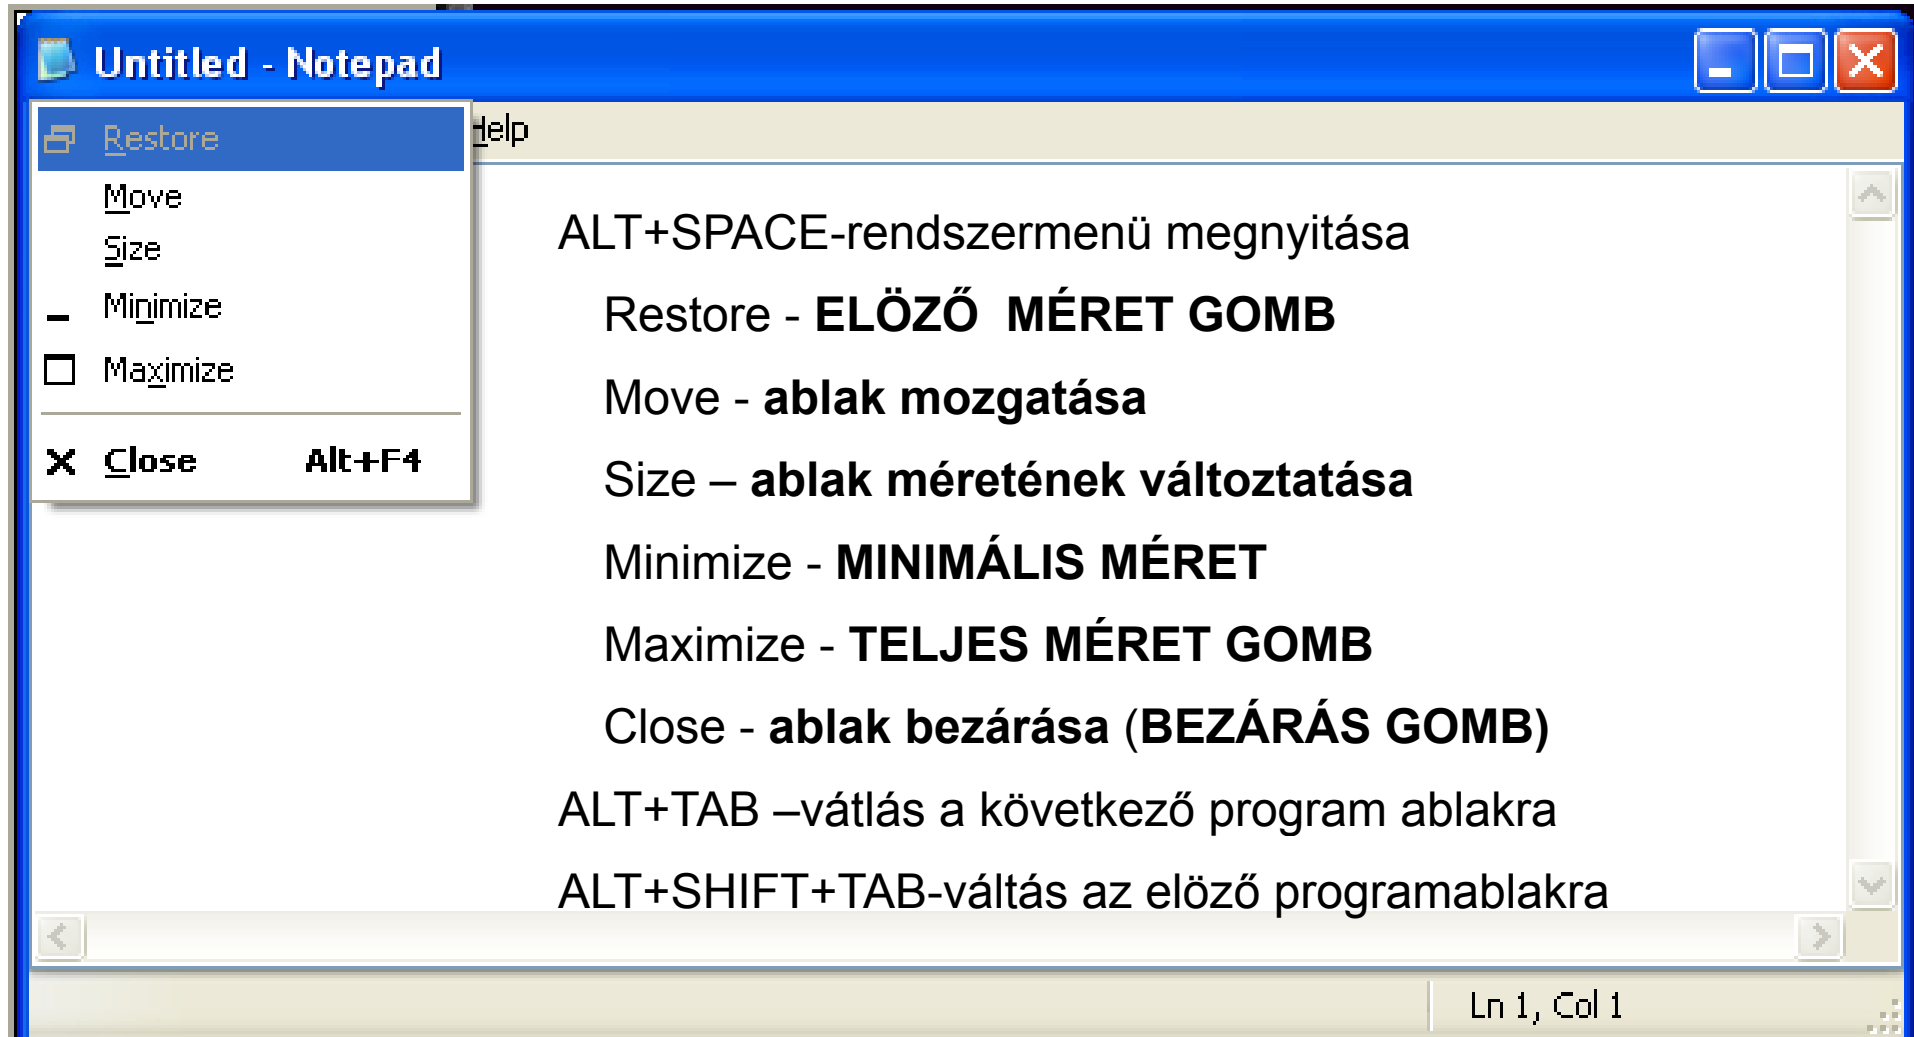 Untitled - Notepad
Help
Restore
Move
Size
Minimize
Maximize
Close Alt+F4
ALT+SPACE-rendszermenü megnyitása
Restore - ELÖZŐ MÉRET GOMB
Move - ablak mozgatása
Size – ablak méretének változtatása
Minimize - MINIMÁLIS MÉRET
Maximize - TELJES MÉRET GOMB
Close - ablak bezárása (BEZÁRÁS GOMB)
ALT+TAB –vátlás a következő program ablakra
ALT+SHIFT+TAB-váltás az elöző programablakra
Ln 1, Col 1